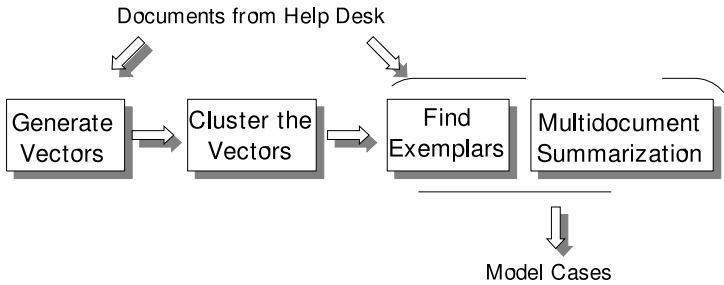 Documents from Help Desk
Generate
Vectors
Cluster the
Vectors
Find
Exemplars
Multidocument
Summarization
Model Cases